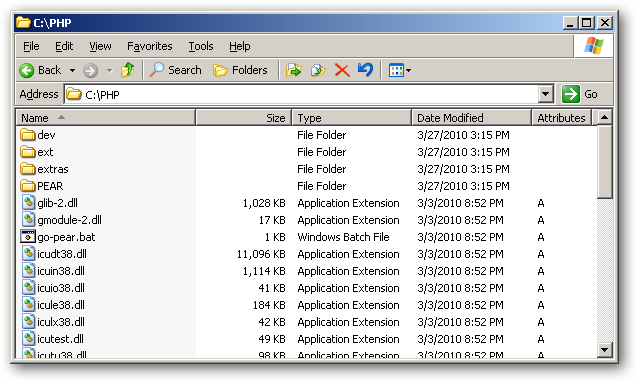 C:\PHP
File Edit View Favorites Tools Help
Back Search Folders
Address C:\PHP Go
Name Size Type Date Modified Attributes
dev File Folder 3/27/2010 3:15 PM
ext File Folder 3/27/2010 3:15 PM
extras File Folder 3/27/2010 3:15 PM
PEAR File Folder 3/27/2010 3:15 PM
glib-2.dll 1,028 KB Application Extension 3/3/2010 8:52 PM A
gmodule-2.dll 17 KB Application Extension 3/3/2010 8:52 PM A
go-pear.bat 1 KB Windows Batch File 3/3/2010 8:52 PM A
icudt38.dll 11,096 KB Application Extension 3/3/2010 8:52 PM A
icuin38.dll 1,114 KB Application Extension 3/3/2010 8:52 PM A
icuio38.dll 41 KB Application Extension 3/3/2010 8:52 PM A
icule38.dll 184 KB Application Extension 3/3/2010 8:52 PM A
iculx38.dll 42 KB Application Extension 3/3/2010 8:52 PM A
icutest.dll 49 KB Application Extension 3/3/2010 8:52 PM A
icutu38.dll 98 KB Application Extension 3/3/2010 8:52 PM A